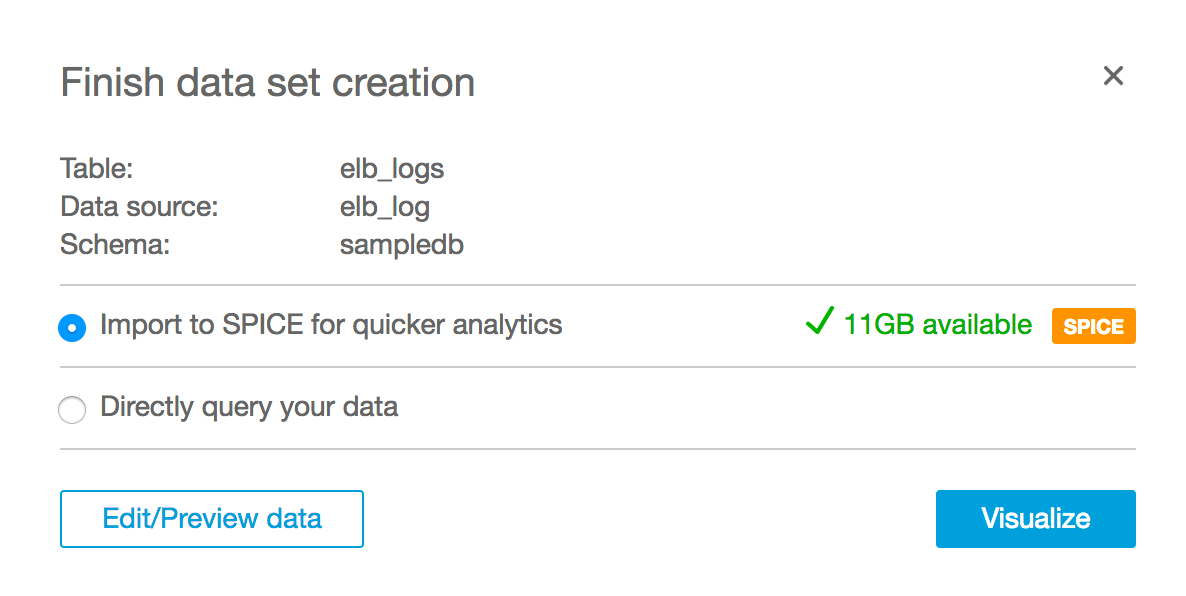 Finish data set creation
Table: elb_logs
Data source: elb_log
Schema: sampledb
Import to SPICE for quicker analytics 11GB available SPICE
Directly query your data
Edit/Preview data Visualize